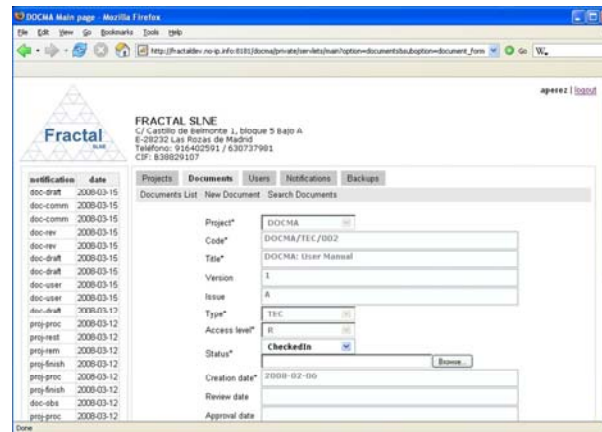 DOCMA Main page - Mozilla Firefox
File Edit View Go Bookmarks Tools Help
http://fractaldev.no-ip.info:8181/docma/private/servlets/main?option=documents&suboption=document_form Go
aperez | logout
Fractal
SLNE
FRACTAL SLNE
C/ Castillo de Belmonte 1, bloque 5 Bajo A
E-28232 Las Rozas de Madrid
Teléfono: 916402591 / 630737981
CIF: B38829107
notification date
doc-draft 2008-03-15
doc-comm 2008-03-15
doc-comm 2008-03-15
doc-rev 2008-03-15
doc-rev 2008-03-15
doc-draft 2008-03-15
doc-draft 2008-03-15
doc-user 2008-03-15
doc-user 2008-03-15
doc-draft 2008-03-12
proj-proc 2008-03-12
proj-rest 2008-03-12
proj-rem 2008-03-12
proj-finish 2008-03-12
proj-proc 2008-03-12
proj-finish 2008-03-12
doc-obs 2008-03-12
proj-proc 2008-03-12
Projects Documents Users Notifications Backups
Documents List New Document Search Documents
Project* DOCMA
Code* DOCMA/TEC/002
Title* DOCMA: User Manual
Version 1
Issue A
Type* TEC
Access level* R
Status* CheckedIn
Browse...
Creation date* 2008-02-06
Review date
Approval date
Done